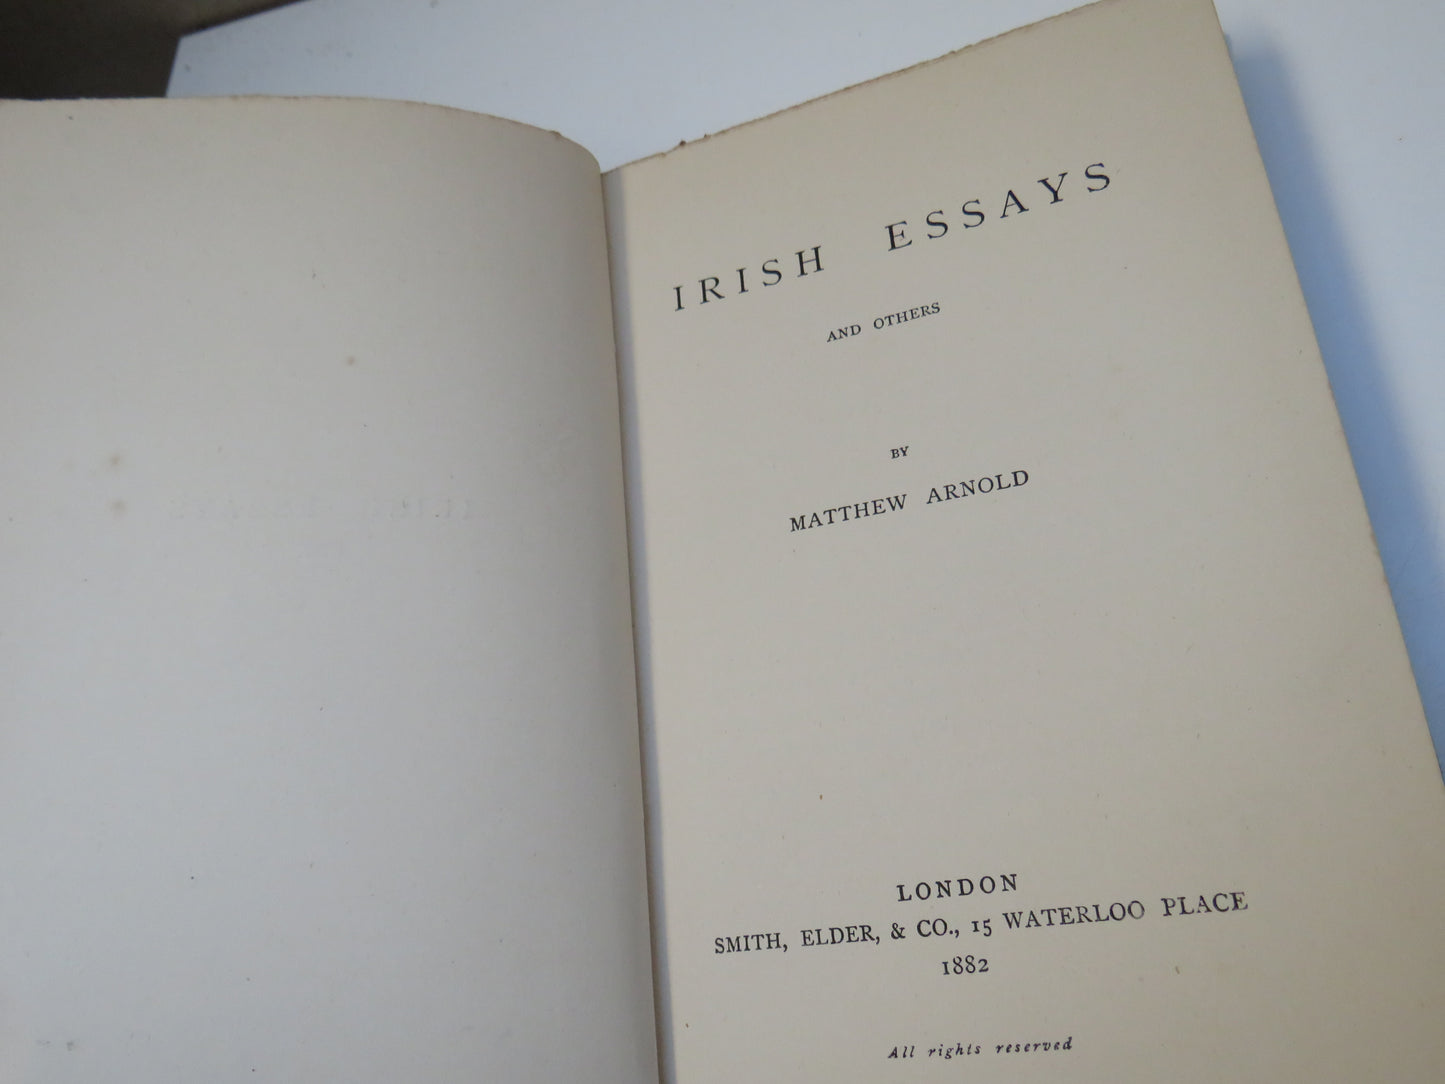 IRISH ESSAYS
AND OTHERS
BY
MATTHEW ARNOLD
LONDON
SMITH, ELDER, & CO., 15 WATERLOO PLACE
1882
All rights reserved